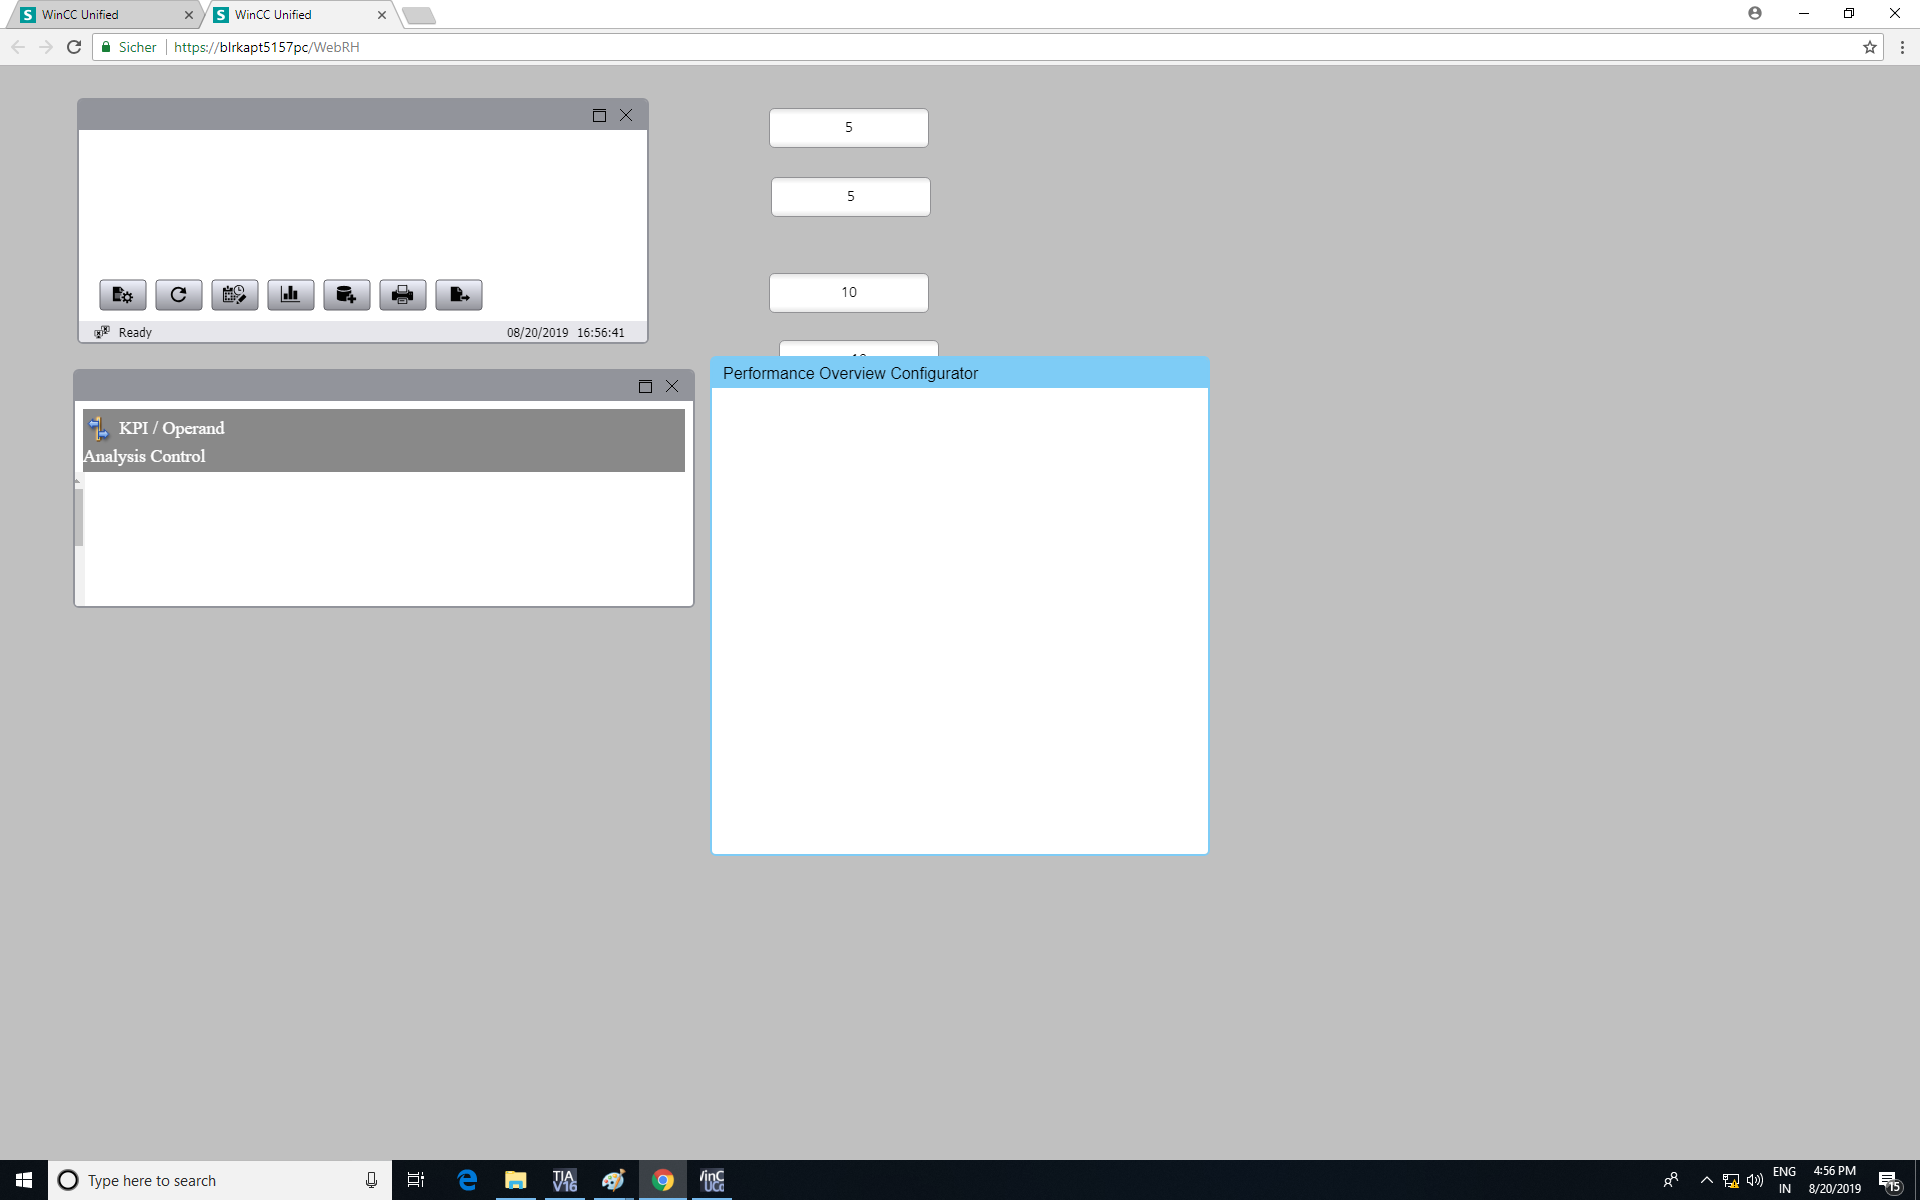 WinCC Unified
WinCC Unified
Sicher https://blrkapt5157pc/WebRH
5
5
10
Ready 08/20/2019 16:56:41
Performance Overview Configurator
KPI / Operand
Analysis Control
Type here to search
TIA
V16
ENG
IN
4:56 PM
8/20/2019
15